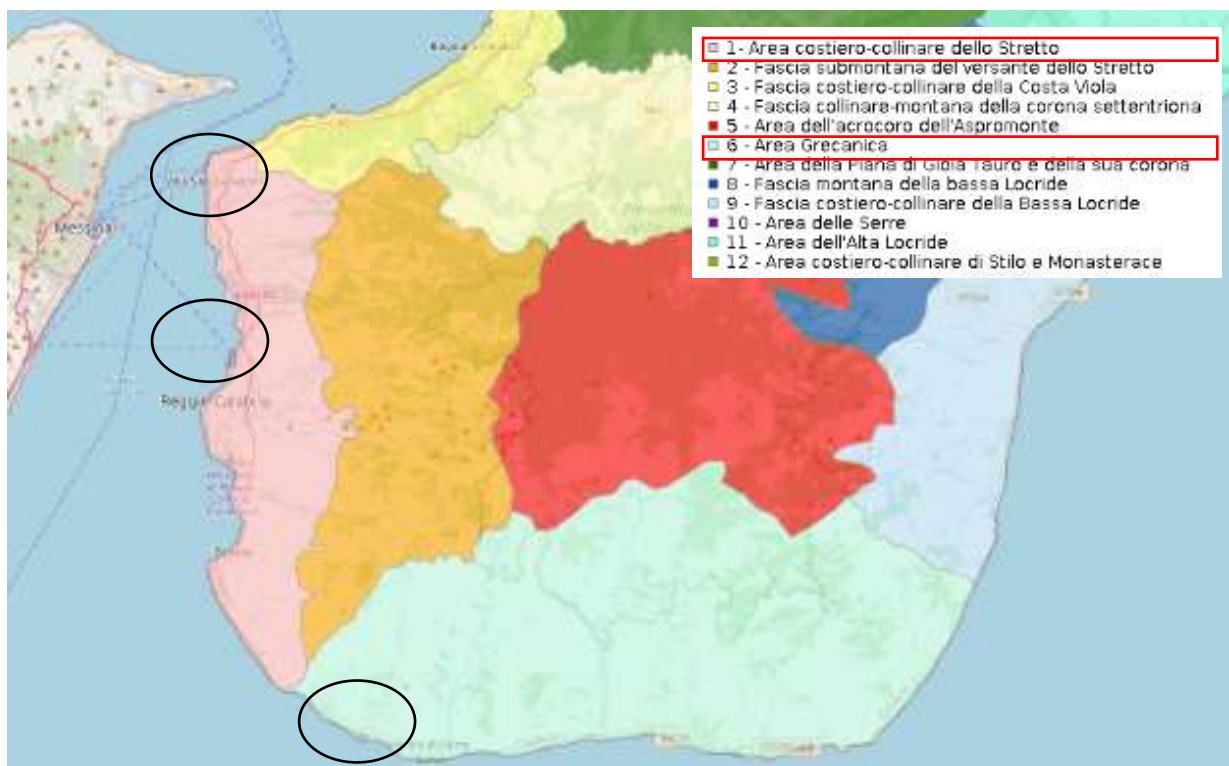 1- Area costiero-collinare dello Stretto
2 - Fascia submontana del versante dello Stretto
3 - Fascia costiero-collinare della Costa Viola
4 - Fascia collinare-montana della corona settentriona
5 - Area dell'acrocoro dell'Aspromonte
6 - Area Grecanica
7 - Area della Piana di Gioia Tauro e della sua corona
8 - Fascia montana della bassa Locride
9 - Fascia costiero-collinare della Bassa Locride
10 - Area delle Serre
11 - Area dell'Alta Locride
12 - Area costiero-collinare di Stilo e Monasterace
Messina
Reggio Calabria